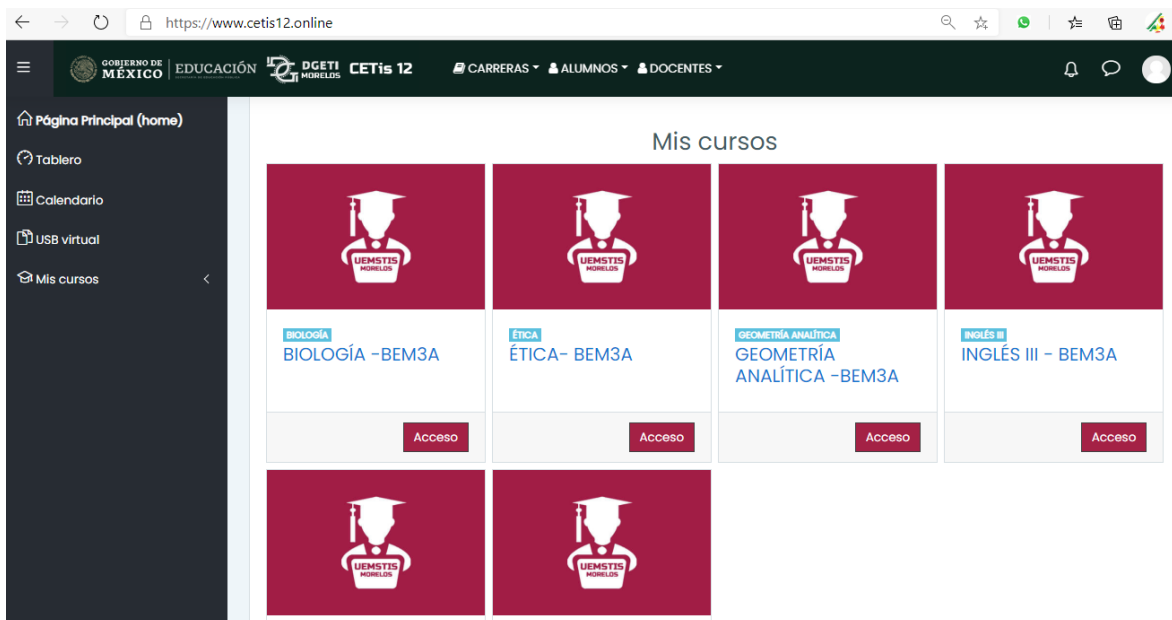 https://www.cetis12.online
GOBIERNO DE MÉXICO EDUCACIÓN DGETI MORELOS CETis 12 CARRERAS ALUMNOS DOCENTES
Página Principal (home)
Tablero
Calendario
USB virtual
Mis cursos
Mis cursos
UEMSTIS
MORELOS
BIOLOGÍA
BIOLOGÍA -BEM3A
Acceso
UEMSTIS
MORELOS
ÉTICA
ÉTICA- BEM3A
Acceso
UEMSTIS
MORELOS
GEOMETRÍA ANALÍTICA
GEOMETRÍA
ANALÍTICA -BEM3A
Acceso
UEMSTIS
MORELOS
INGLÉS III
INGLÉS III - BEM3A
Acceso
UEMSTIS
MORELOS
UEMSTIS
MORELOS